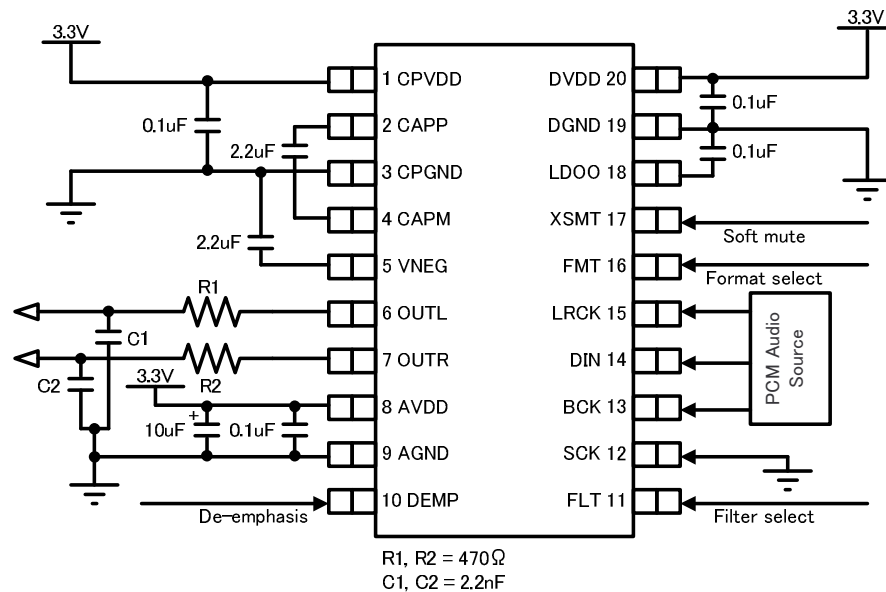 3.3V
3.3V
1 CPVDD
DVDD 20
0.1uF
0.1uF
2 CAPP
DGND 19
2.2uF
0.1uF
3 CPGND
LDOO 18
4 CAPM
XSMT 17
Soft mute
2.2uF
5 VNEG
FMT 16
Format select
R1
6 OUTL
LRCK 15
C1
7 OUTR
DIN 14
PCM Audio
Source
C2
R2
3.3V
8 AVDD
BCK 13
+
10uF
0.1uF
9 AGND
SCK 12
10 DEMP
FLT 11
De-emphasis
Filter select
R1, R2 = 470Ω
C1, C2 = 2.2nF